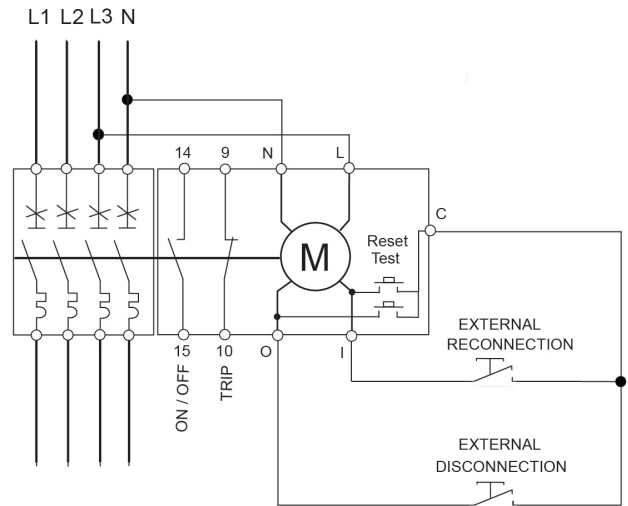 L1 L2 L3 N
14 9 N L
C
Reset
Test
M
15 10 O I
ON / OFF
TRIP
EXTERNAL
RECONNECTION
EXTERNAL
DISCONNECTION